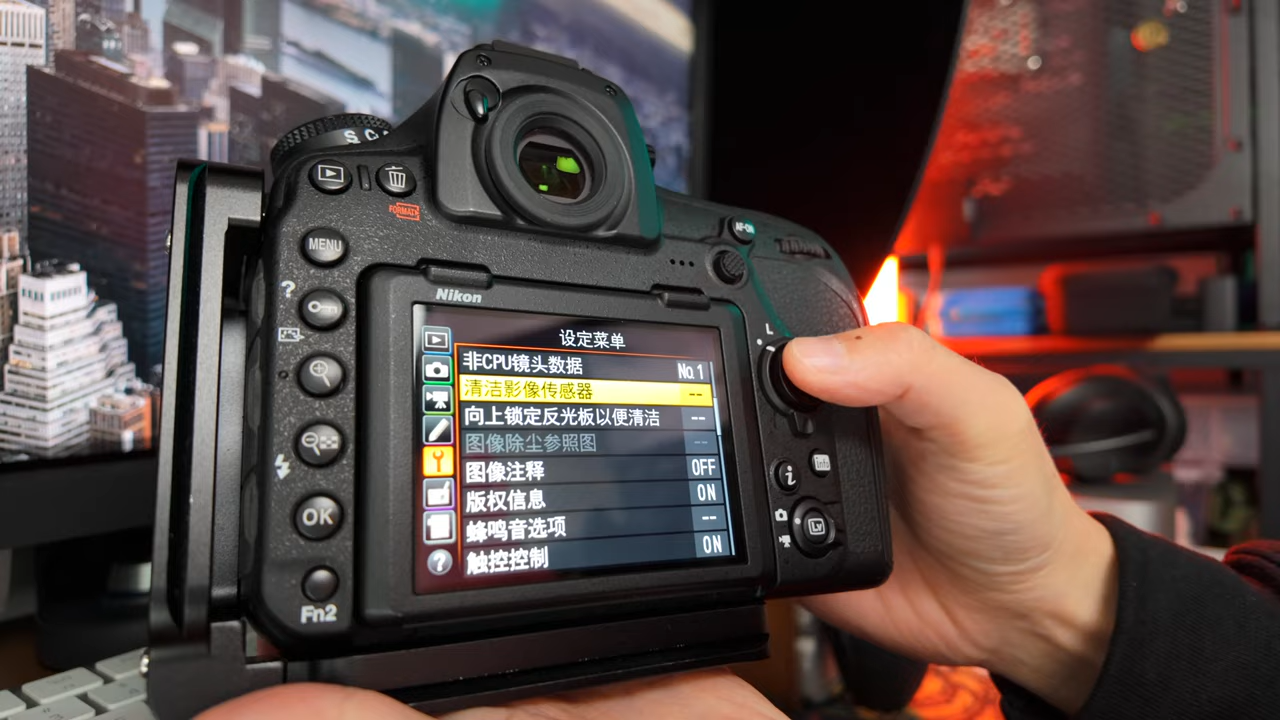 S C
FORMAT
AF-ON
MENU
?
Nikon
L
设定菜单
非CPU镜头数据 No.1
清洁影像传感器 --
向上锁定反光板以便清洁 --
图像除尘参照图 --
图像注释 OFF
版权信息 ON
蜂鸣音选项 --
触控控制 ON
?
i
info
OK
Lv
Fn2